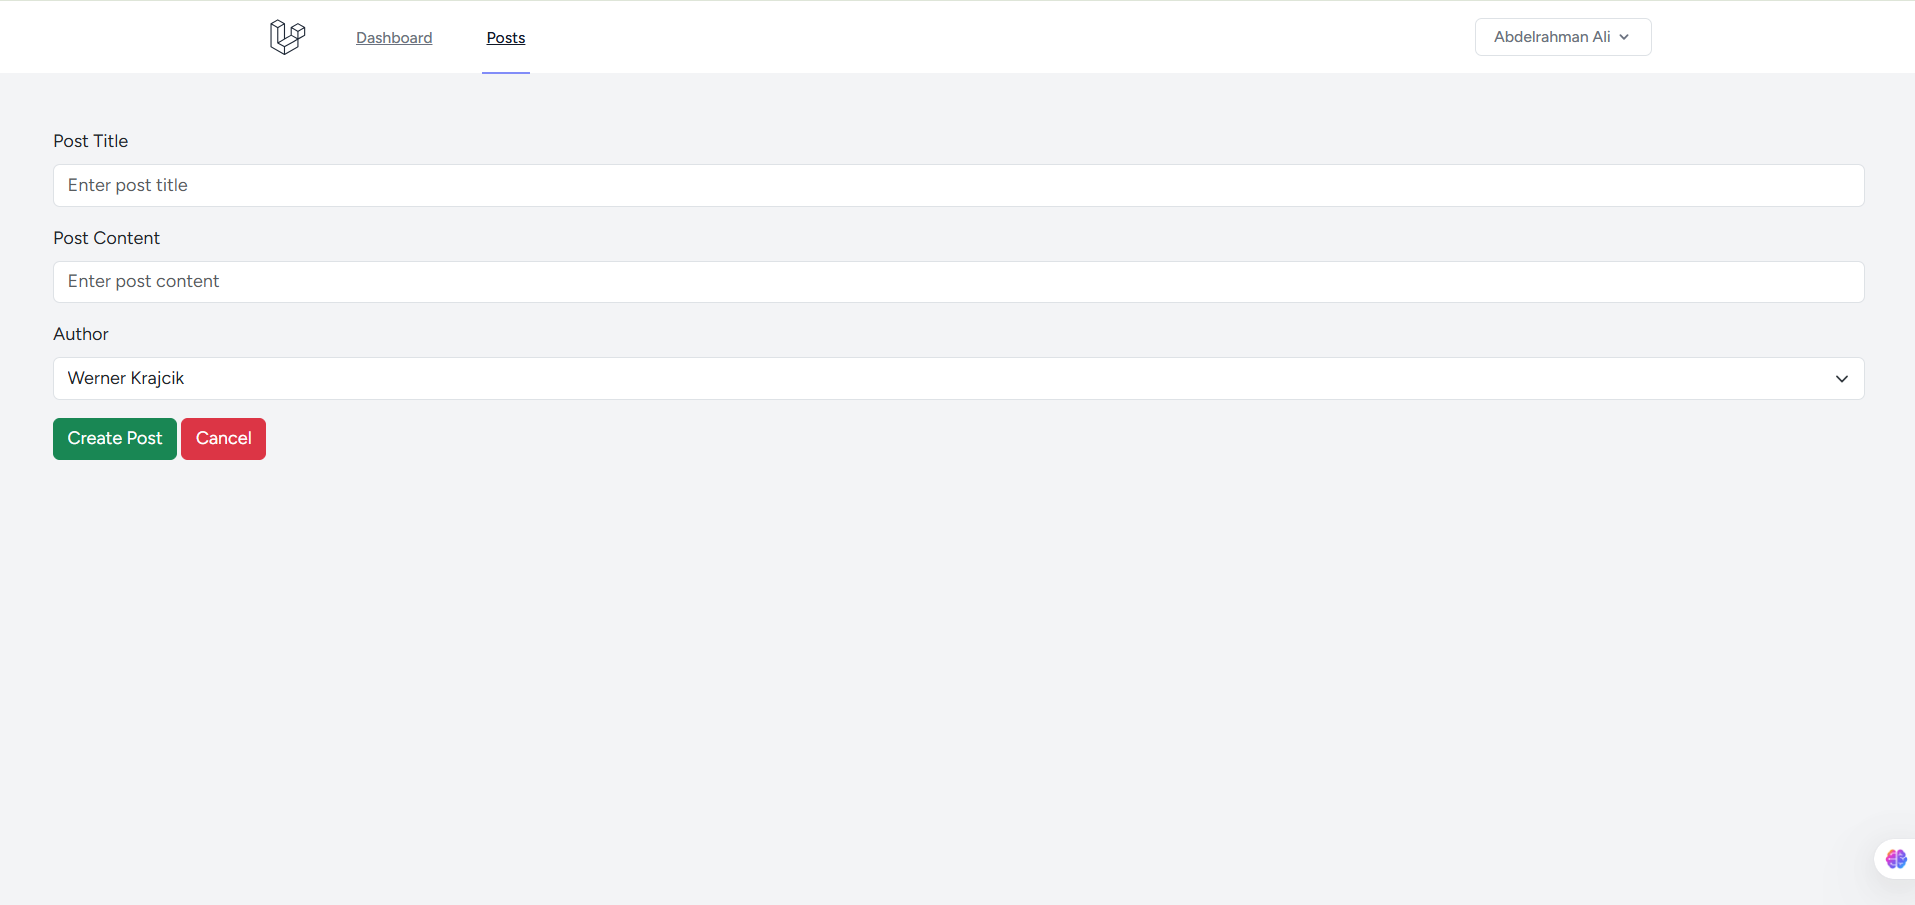 Dashboard
Posts
Abdelrahman Ali
Post Title
Enter post title
Post Content
Enter post content
Author
Werner Krajcik
Create Post
Cancel